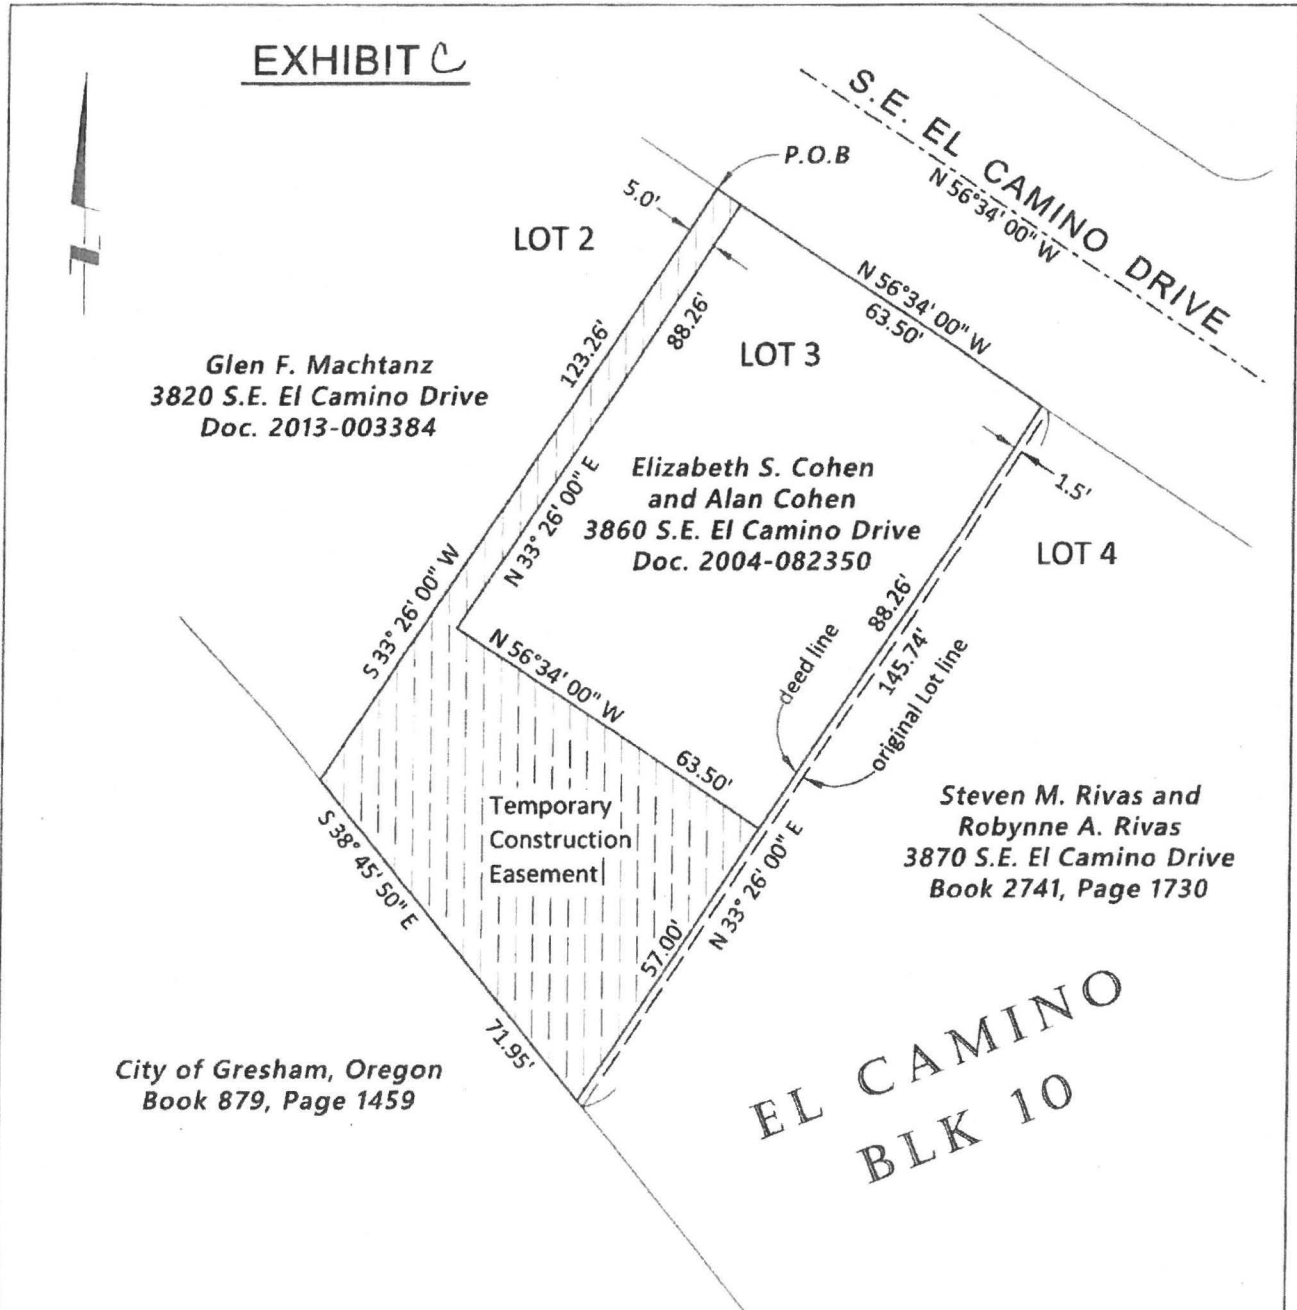 EXHIBIT C
S.E. EL CAMINO DRIVE
N 56°34' 00" W
P.O.B
5.0'
LOT 2
N 56°34' 00" W
63.50'
123.26'
88.26'
LOT 3
Glen F. Machtanz
3820 S.E. El Camino Drive
Doc. 2013-003384
Elizabeth S. Cohen
and Alan Cohen
3860 S.E. El Camino Drive
Doc. 2004-082350
1.5'
LOT 4
N 33° 26' 00" E
S 33° 26' 00" W
88.26'
145.74'
deed line
original Lot line
N 56°34' 00" W
63.50'
Temporary
Construction
Easement
Steven M. Rivas and
Robynne A. Rivas
3870 S.E. El Camino Drive
Book 2741, Page 1730
S 38° 45' 50" E
71.95'
57.00'
N 33° 26' 00" E
City of Gresham, Oregon
Book 879, Page 1459
EL CAMINO
BLK 10